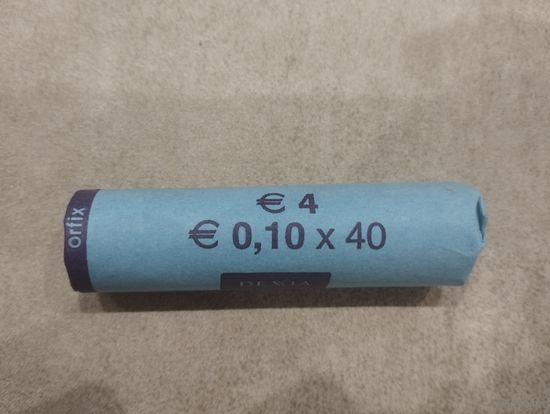 orfix
€ 4
€ 0,10 x 40
DEXIA